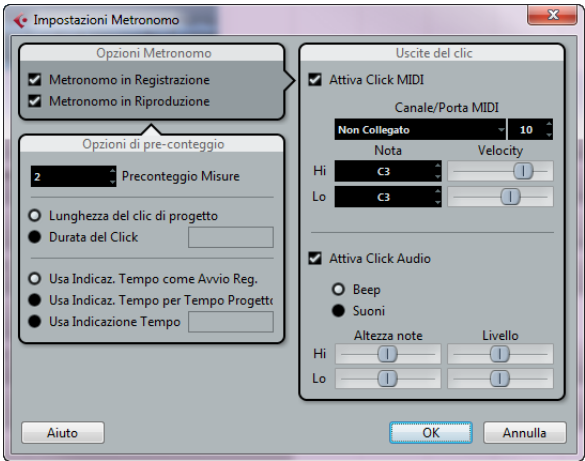 Impostazioni Metronomo
Opzioni Metronomo
Metronomo in Registrazione
Metronomo in Riproduzione
Opzioni di pre-conteggio
2 Preconteggio Misure
Lunghezza del clic di progetto
Durata del Click
Usa Indicaz. Tempo come Avvio Reg.
Usa Indicaz. Tempo per Tempo Progetto
Usa Indicazione Tempo
Uscite del clic
Attiva Click MIDI
Canale/Porta MIDI
Non Collegato 10
Nota Velocity
Hi C3
Lo C3
Attiva Click Audio
Beep
Suoni
Altezza note Livello
Hi
Lo
Aiuto OK Annulla